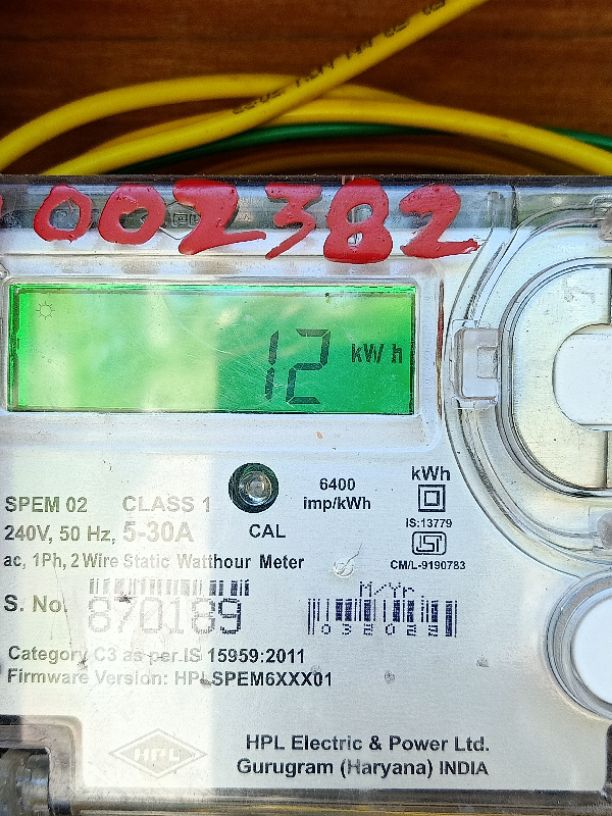 002382
12 kWh
6400
imp/kWh
kWh
SPEM 02 CLASS 1
240V, 50 Hz, 5-30A
CAL
IS:13779
ISI
CM/L-9190783
ac, 1Ph, 2 Wire Static Watthour Meter
M/Yr
S. No. 870189
Category C3 as per IS 15959:2011
Firmware Version: HPLSPEM6XXX01
HPL
HPL Electric & Power Ltd.
Gurugram (Haryana) INDIA